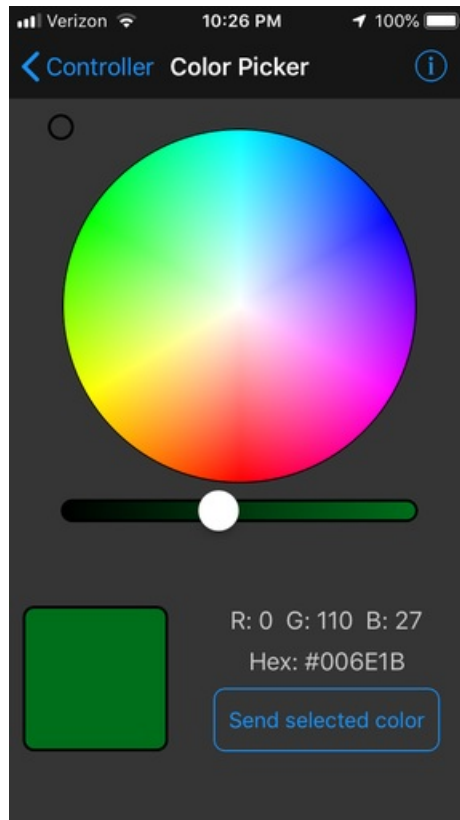 Verizon 10:26 PM 100%
Controller Color Picker i
R: 0 G: 110 B: 27
Hex: #006E1B
Send selected color